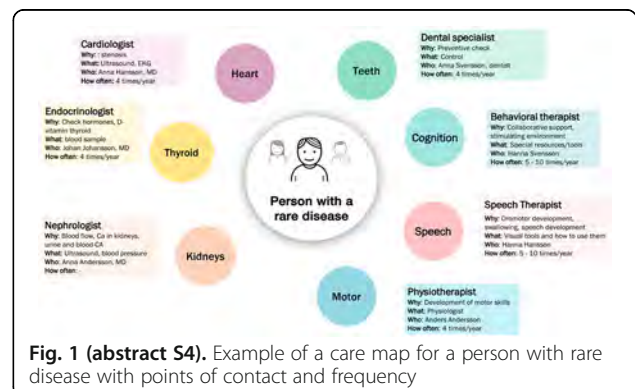 Cardiologist
Why: : stenosis
What: Ultrasound, EKG
Who: Anna Hansson, MD
How often: 4 times/year
Heart
Teeth
Dental specialist
Why: Preventive check
What: Control
Who: Anna Svensson, dentist
How often: 4 times/year
Endocrinologist
Why: Check hormones, D-
vitamin thyroid
What: blood sample
Who: Johan Johansson, MD
How often: 4 times/year
Thyroid
Cognition
Behavioral therapist
Why: Collaborative support,
stimulating environment
What: Special resources/tools
Who: Hanna Svensson
How often: 5 - 10 times/year
Person with a
rare disease
Nephrologist
Why: Blood flow, Ca in kidneys,
urine and blood CA
What: Ultrasound, blood pressure
Who: Anna Andersson, MD
How often:
Kidneys
Speech
Speech Therapist
Why: Oromotor development,
swallowing, speech development
What: Visual tools and how to use them
Who: Hanna Hansson
How often: 5 - 10 times/year
Motor
Physiotherapist
Why: Development of motor skills
What: Physiologist
Who: Anders Andersson
How often: 4 times/year
Fig. 1 (abstract S4). Example of a care map for a person with rare
disease with points of contact and frequency